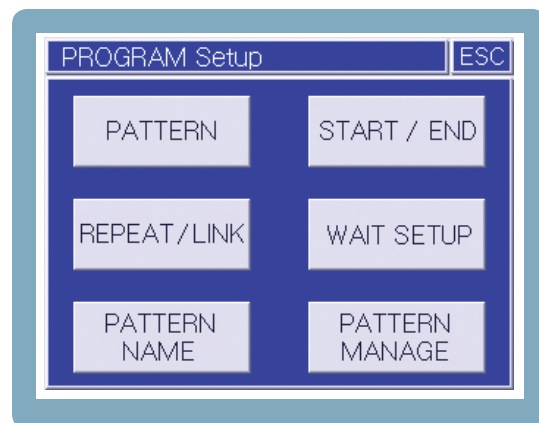 PROGRAM Setup
ESC
PATTERN
START / END
REPEAT/LINK
WAIT SETUP
PATTERN
NAME
PATTERN
MANAGE